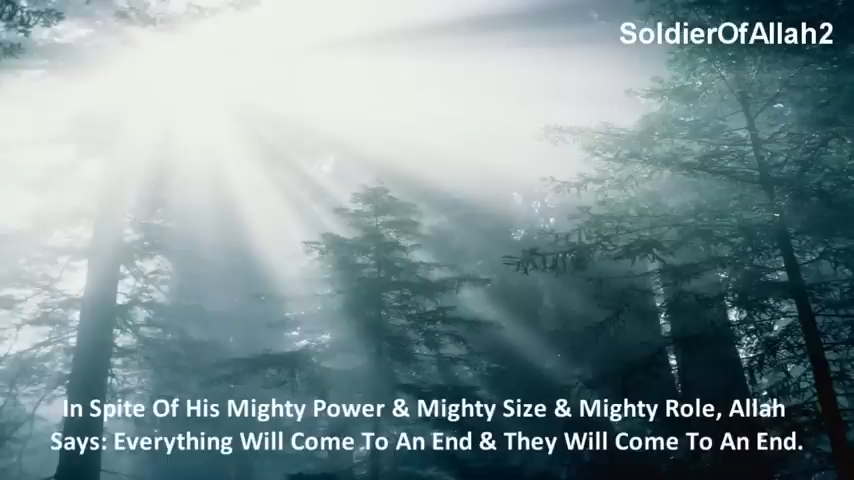 SoldierOfAllah2
In Spite Of His Mighty Power & Mighty Size & Mighty Role, Allah
Says: Everything Will Come To An End & They Will Come To An End.